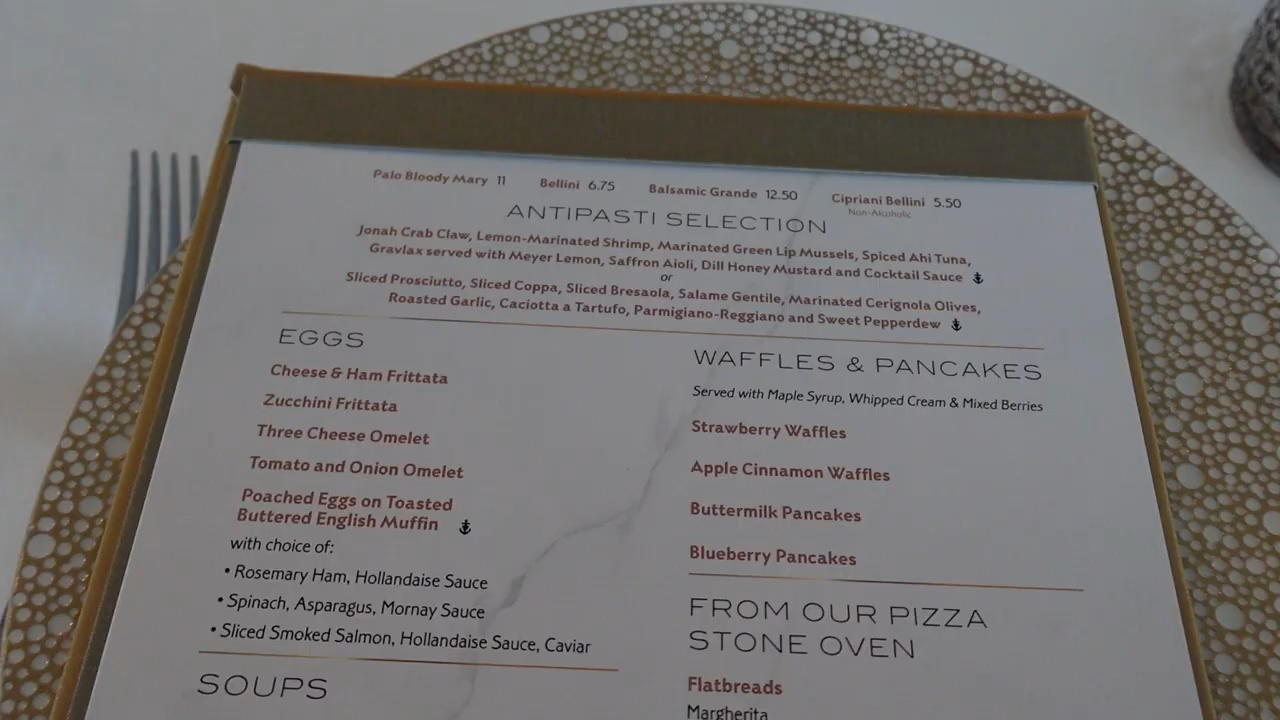 Palo Bloody Mary 11 Bellini 6.75 Balsamic Grande 12.50 Cipriani Bellini 5.50
Non-Alcoholic
ANTIPASTI SELECTION
Jonah Crab Claw, Lemon-Marinated Shrimp, Marinated Green Lip Mussels, Spiced Ahi Tuna,
Gravlax served with Meyer Lemon, Saffron Aioli, Dill Honey Mustard and Cocktail Sauce
or
Sliced Prosciutto, Sliced Coppa, Sliced Bresaola, Salame Gentile, Marinated Cerignola Olives,
Roasted Garlic, Caciotta a Tartufo, Parmigiano-Reggiano and Sweet Pepperdew
EGGS
Cheese & Ham Frittata
Zucchini Frittata
Three Cheese Omelet
Tomato and Onion Omelet
Poached Eggs on Toasted
Buttered English Muffin
with choice of:
• Rosemary Ham, Hollandaise Sauce
• Spinach, Asparagus, Mornay Sauce
• Sliced Smoked Salmon, Hollandaise Sauce, Caviar
SOUPS
WAFFLES & PANCAKES
Served with Maple Syrup, Whipped Cream & Mixed Berries
Strawberry Waffles
Apple Cinnamon Waffles
Buttermilk Pancakes
Blueberry Pancakes
FROM OUR PIZZA
STONE OVEN
Flatbreads
Margherita